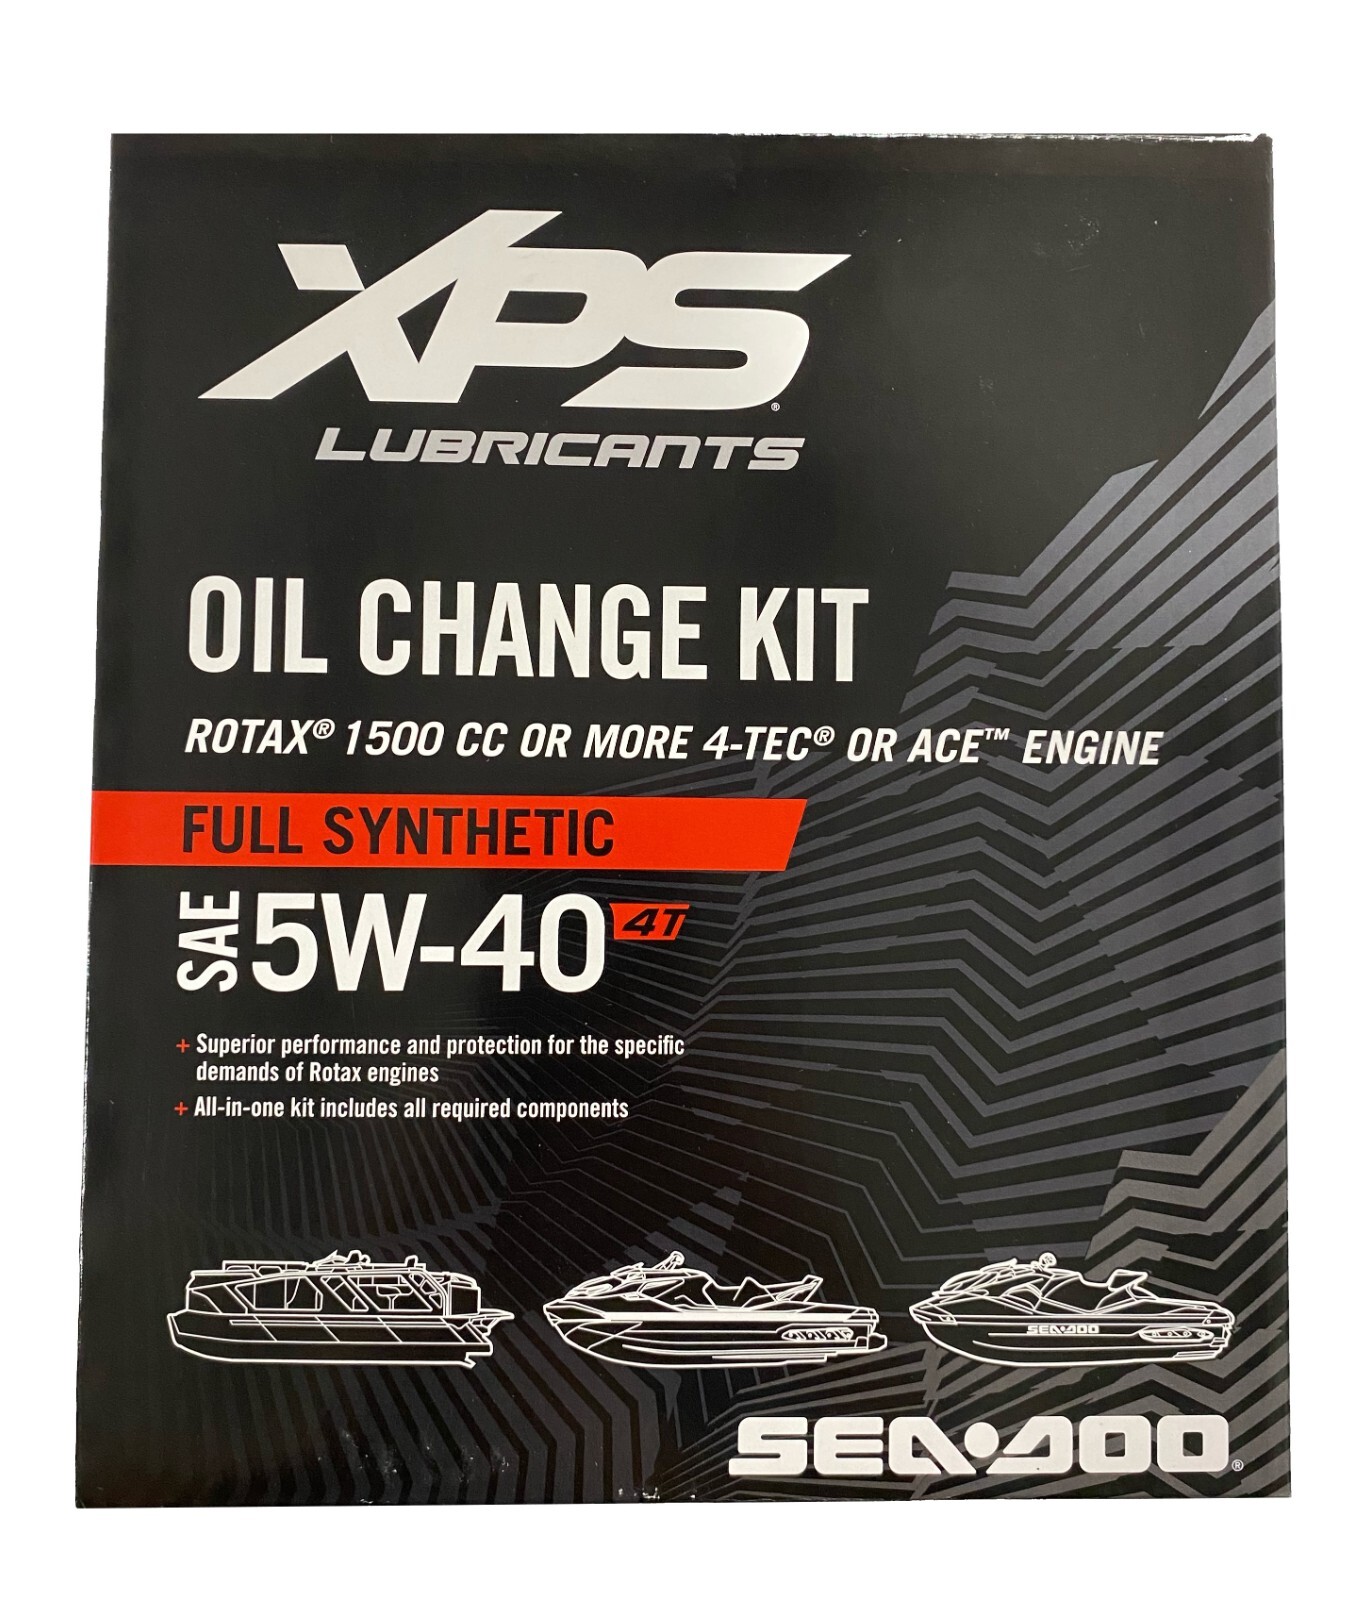 XPS®
LUBRICANTS
OIL CHANGE KIT
ROTAX® 1500 CC OR MORE 4-TEC® OR ACE™ ENGINE
FULL SYNTHETIC
SAE 5W-40 4T
+ Superior performance and protection for the specific
demands of Rotax engines
+ All-in-one kit includes all required components
SEA-DOO
SEA-DOO®